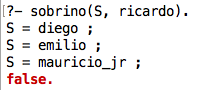 [?- sobrino(S, ricardo).
S = diego ;
S = emilio ;
S = mauricio_jr ;
false.